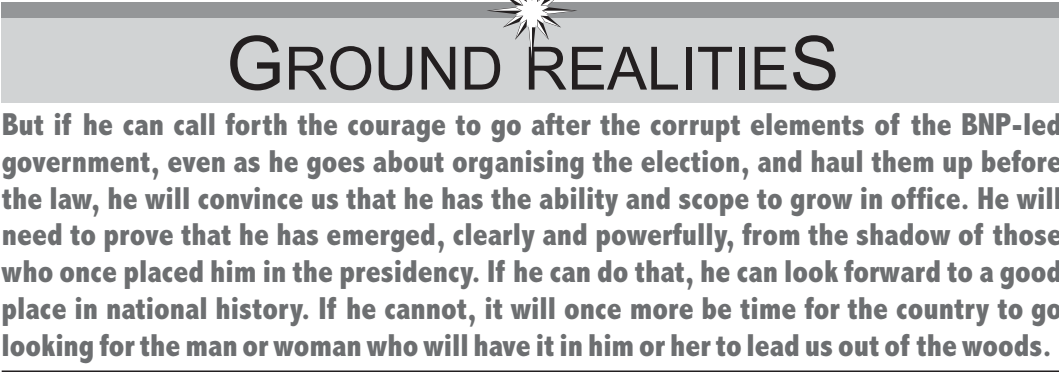 GROUND REALITIES
But if he can call forth the courage to go after the corrupt elements of the BNP-led
government, even as he goes about organising the election, and haul them up before
the law, he will convince us that he has the ability and scope to grow in office. He will
need to prove that he has emerged, clearly and powerfully, from the shadow of those
who once placed him in the presidency. If he can do that, he can look forward to a good
place in national history. If he cannot, it will once more be time for the country to go
looking for the man or woman who will have it in him or her to lead us out of the woods.